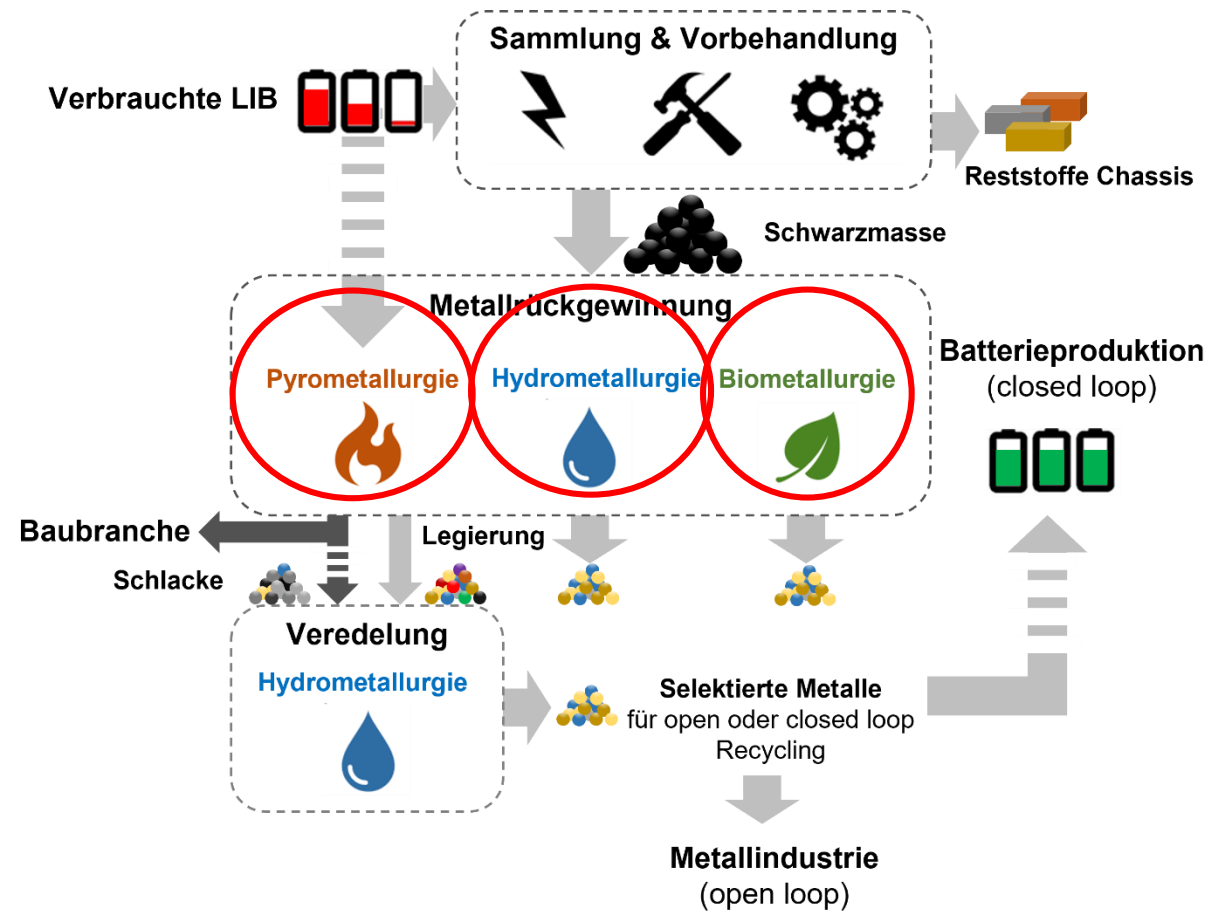 Sammlung & Vorbehandlung
Verbrauchte LIB
Reststoffe Chassis
Schwarzmasse
Metallrückgewinnung
Pyrometallurgie
Hydrometallurgie
Biometallurgie
Batterieproduktion
(closed loop)
Baubranche
Legierung
Schlacke
Veredelung
Hydrometallurgie
Selektierte Metalle
für open oder closed loop
Recycling
Metallindustrie
(open loop)